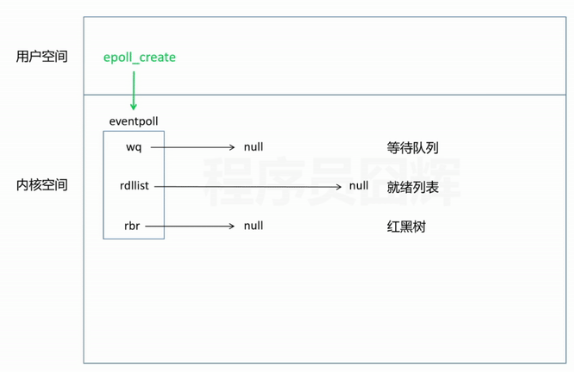 用户空间
epoll_create
eventpoll
wq null 等待队列
程序员囧辉
内核空间
rdllist null 就绪列表
rbr null 红黑树